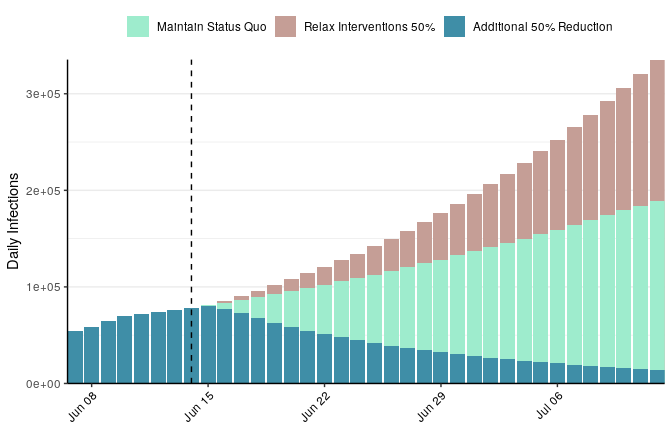 Maintain Status Quo Relax Interventions 50% Additional 50% Reduction
Daily Infections
3e+05
2e+05
1e+05
0e+00
Jun 08 Jun 15 Jun 22 Jun 29 Jul 06